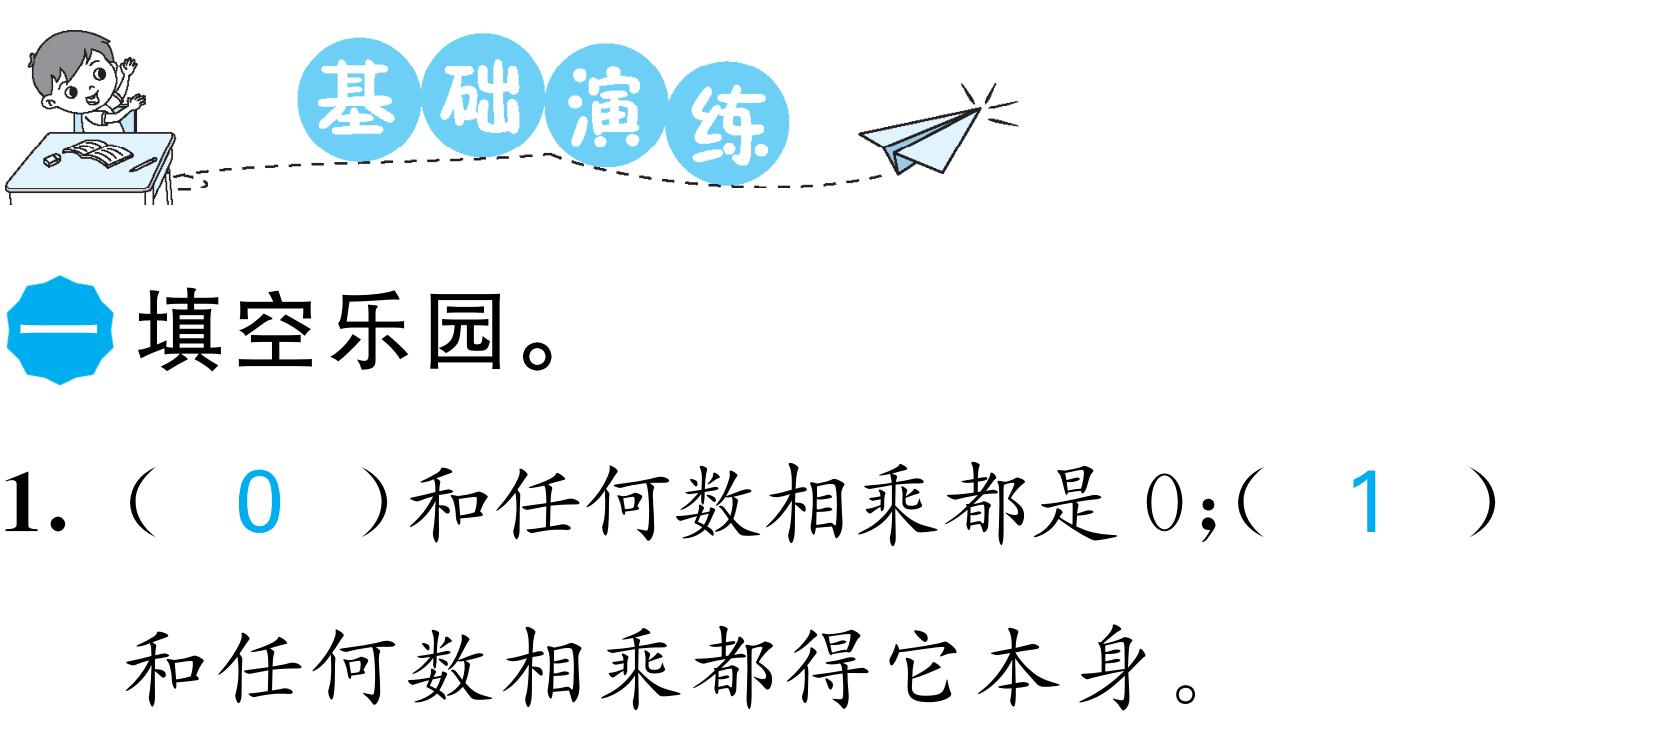 基础演练
一 填空乐园。
1.（ 0 ）和任何数相乘都是 0;（ 1 ）
和任何数相乘都得它本身。